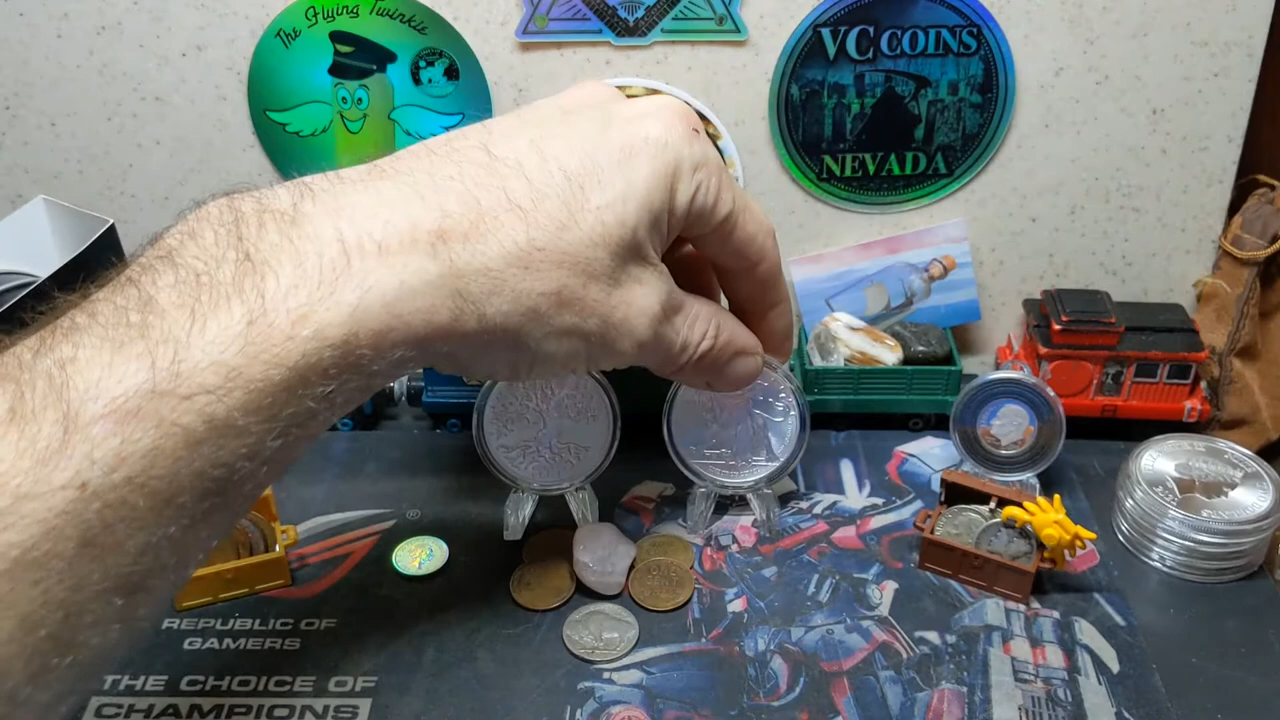 The Flying Twinkie
VC COINS
NEVADA
ONE
CENT
®
REPUBLIC OF
GAMERS
THE CHOICE OF
CHAMPIONS